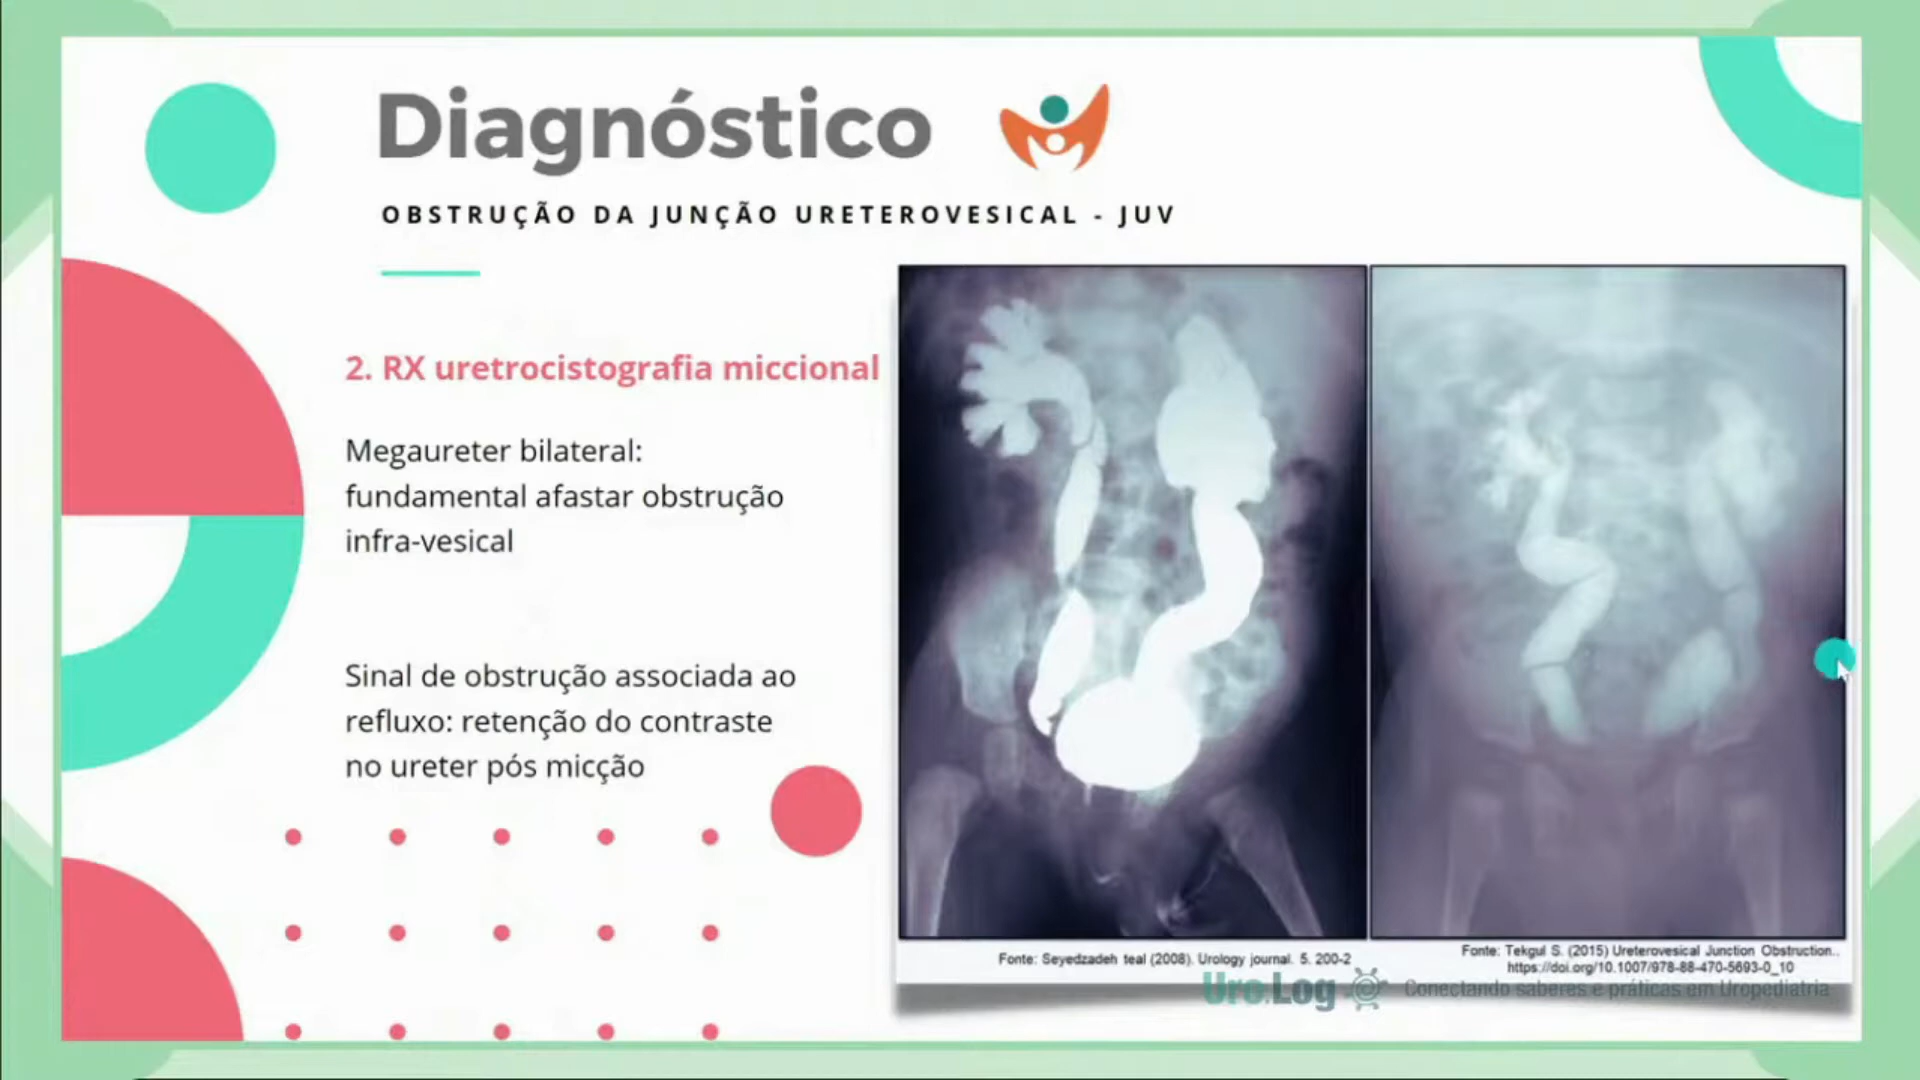 Diagnóstico
OBSTRUÇÃO DA JUNÇÃO URETEROVESICAL - JUV
2. RX uretrocistografia miccional
Megaureter bilateral:
fundamental afastar obstrução
infra-vesical
Sinal de obstrução associada ao
refluxo: retenção do contraste
no ureter pós micção
Fonte: Seyedzadeh teal (2008). Urology journal. 5. 200-2
Fonte: Tekgul S. (2015) Ureterovesical Junction Obstruction..
https://doi.org/10.1007/978-88-470-5693-0_10
Uro.Log Conectando saberes e práticas em Uropediatria